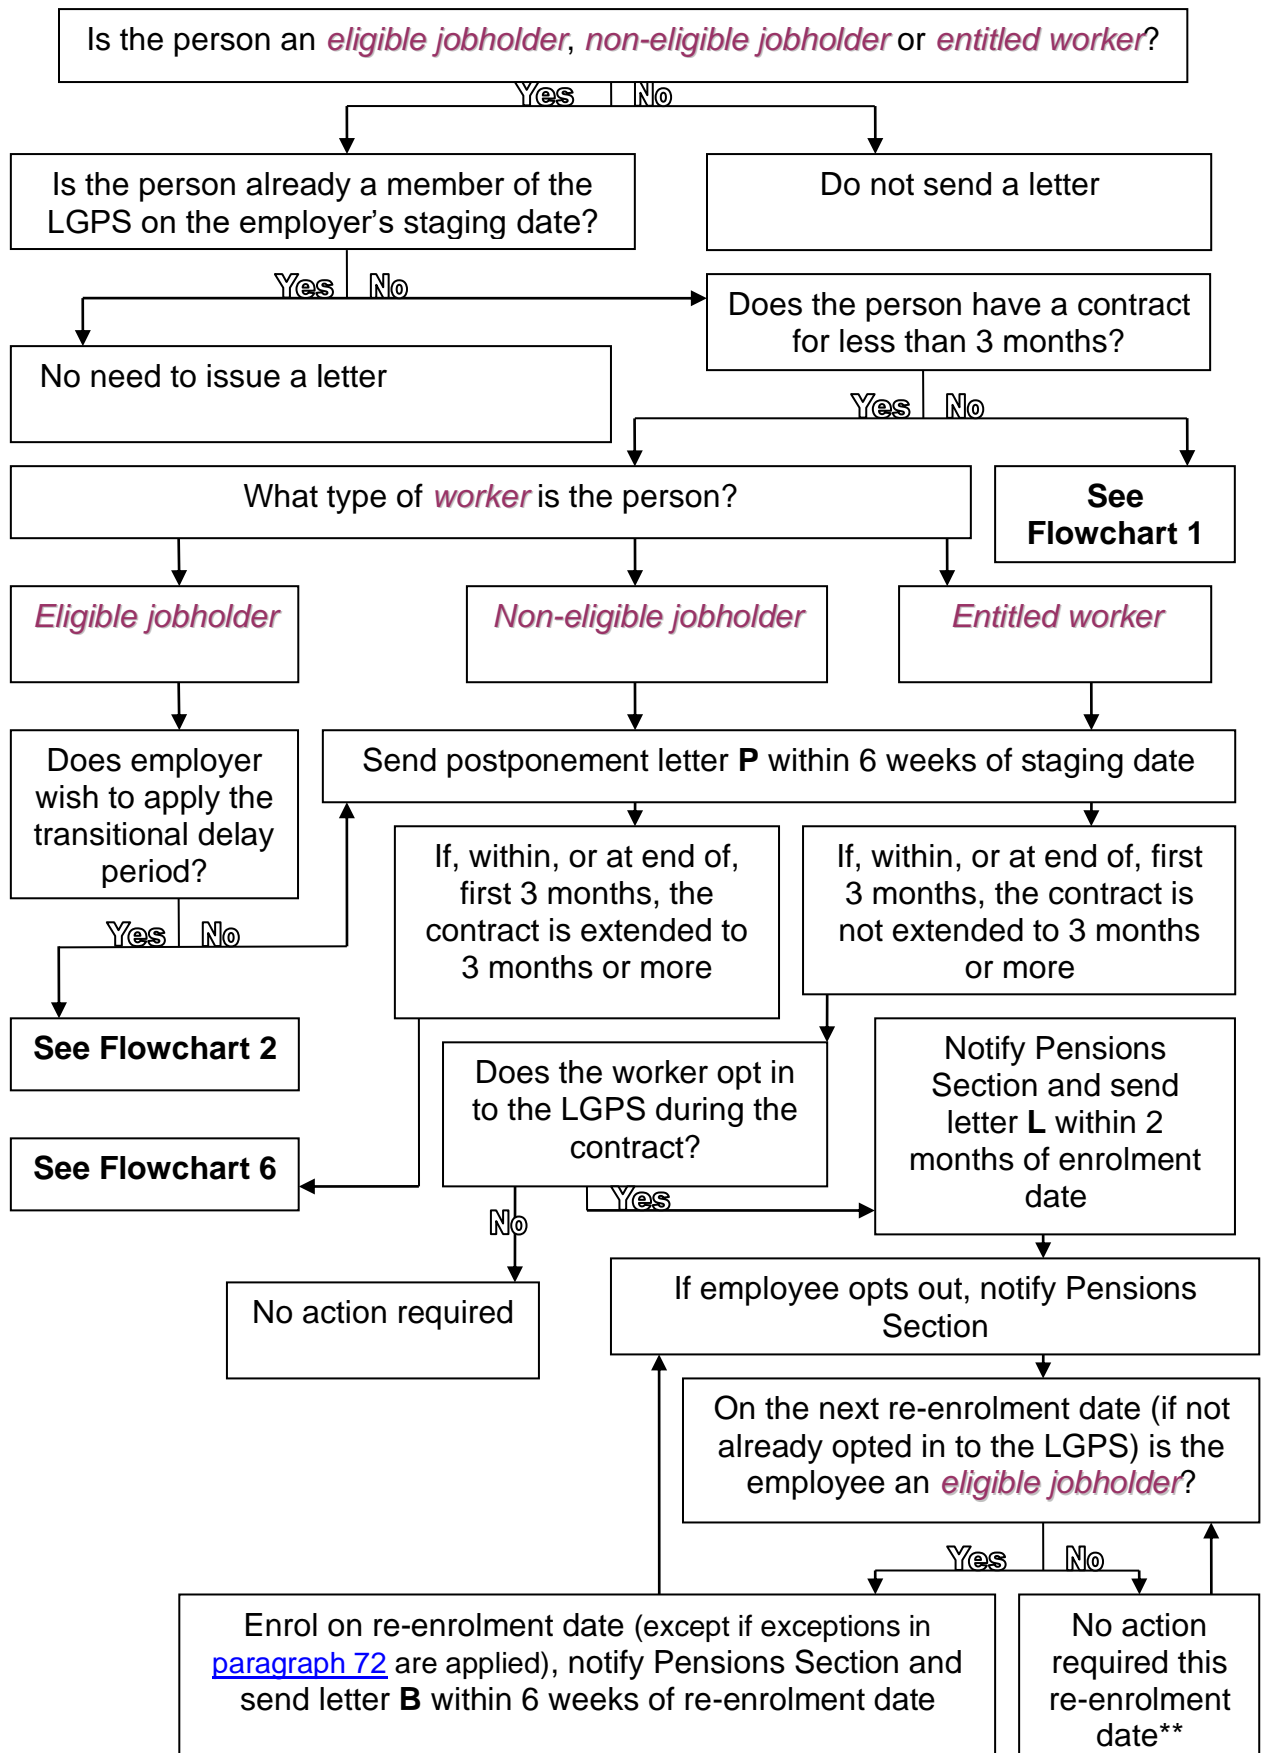 Is the person an eligible jobholder, non-eligible jobholder or entitled worker?
Yes No
Is the person already a member of the
LGPS on the employer's staging date?
Do not send a letter
Yes No
Does the person have a contract
for less than 3 months?
No need to issue a letter
Yes No
What type of worker is the person?
See
Flowchart 1
Eligible jobholder
Non-eligible jobholder
Entitled worker
Does employer
wish to apply the
transitional delay
period?
Send postponement letter P within 6 weeks of staging date
If, within, or at end of,
first 3 months, the
contract is extended to
3 months or more
If, within, or at end of, first
3 months, the contract is
not extended to 3 months
or more
Yes No
See Flowchart 2
Does the worker opt in
to the LGPS during the
contract?
Notify Pensions
Section and send
letter L within 2
months of enrolment
date
See Flowchart 6
Yes
No
No action required
If employee opts out, notify Pensions
Section
On the next re-enrolment date (if not
already opted in to the LGPS) is the
employee an eligible jobholder?
Yes No
Enrol on re-enrolment date (except if exceptions in
paragraph 72 are applied), notify Pensions Section and
send letter B within 6 weeks of re-enrolment date
No action
required this
re-enrolment
date**